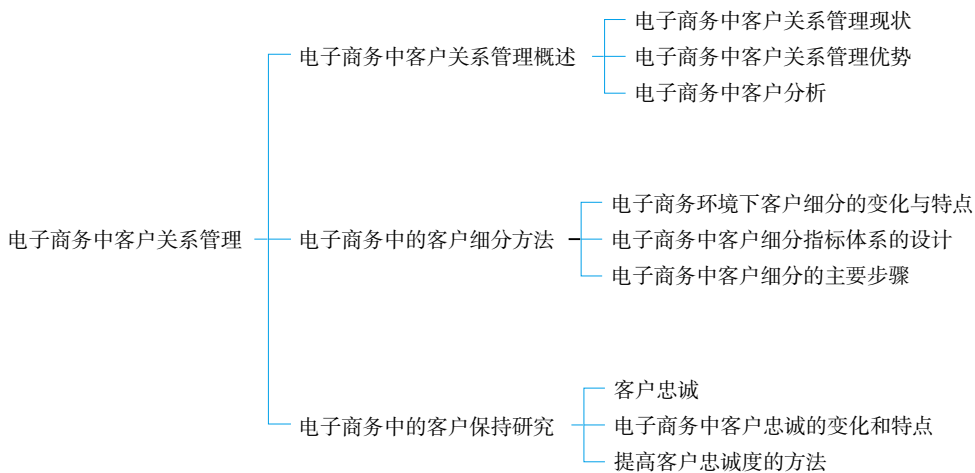 电子商务中客户关系管理现状
电子商务中客户关系管理概述
电子商务中客户关系管理优势
电子商务中客户分析
电子商务环境下客户细分的变化与特点
电子商务中客户关系管理
电子商务中的客户细分方法
电子商务中客户细分指标体系的设计
电子商务中客户细分的主要步骤
客户忠诚
电子商务中的客户保持研究
电子商务中客户忠诚的变化和特点
提高客户忠诚度的方法